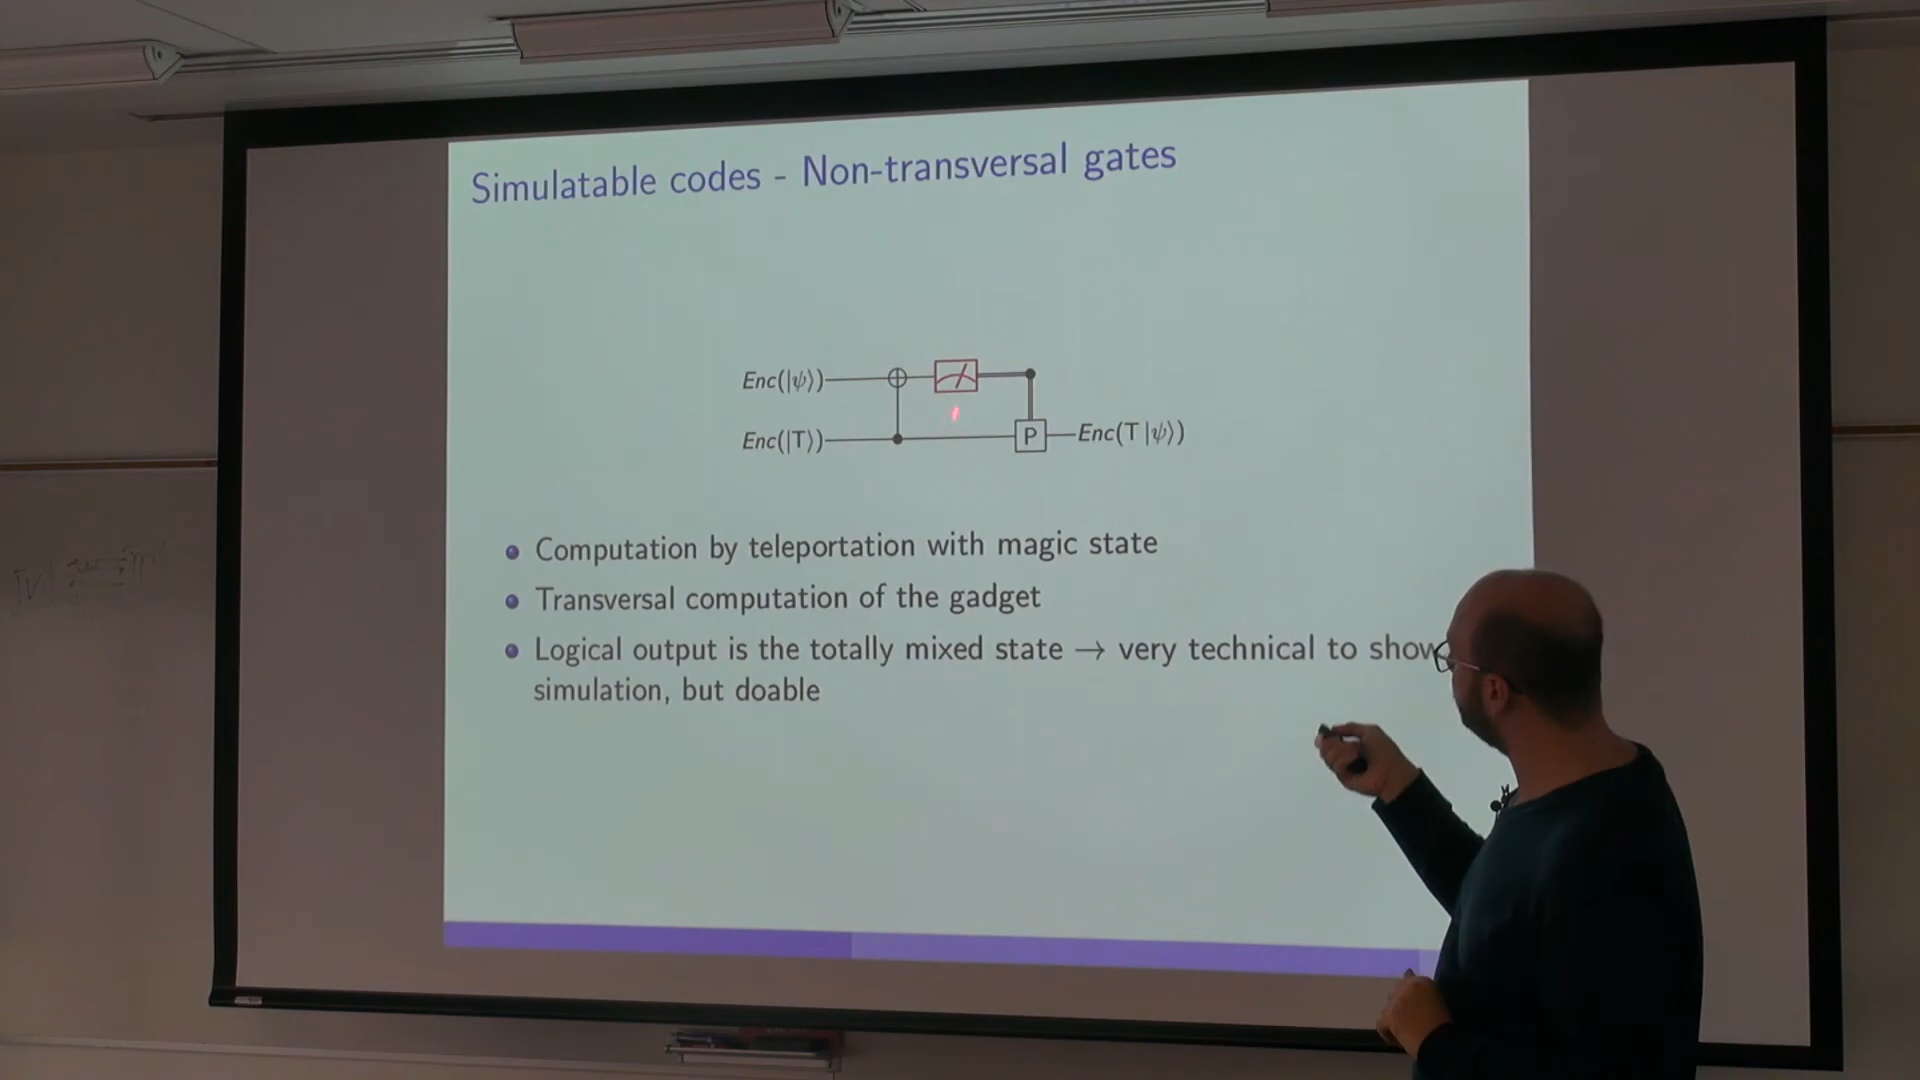 Simulatable codes - Non-transversal gates
Enc(|ψ⟩)
Enc(|T⟩)
P
Enc(T |ψ⟩)
Computation by teleportation with magic state
Transversal computation of the gadget
Logical output is the totally mixed state → very technical to show
simulation, but doable